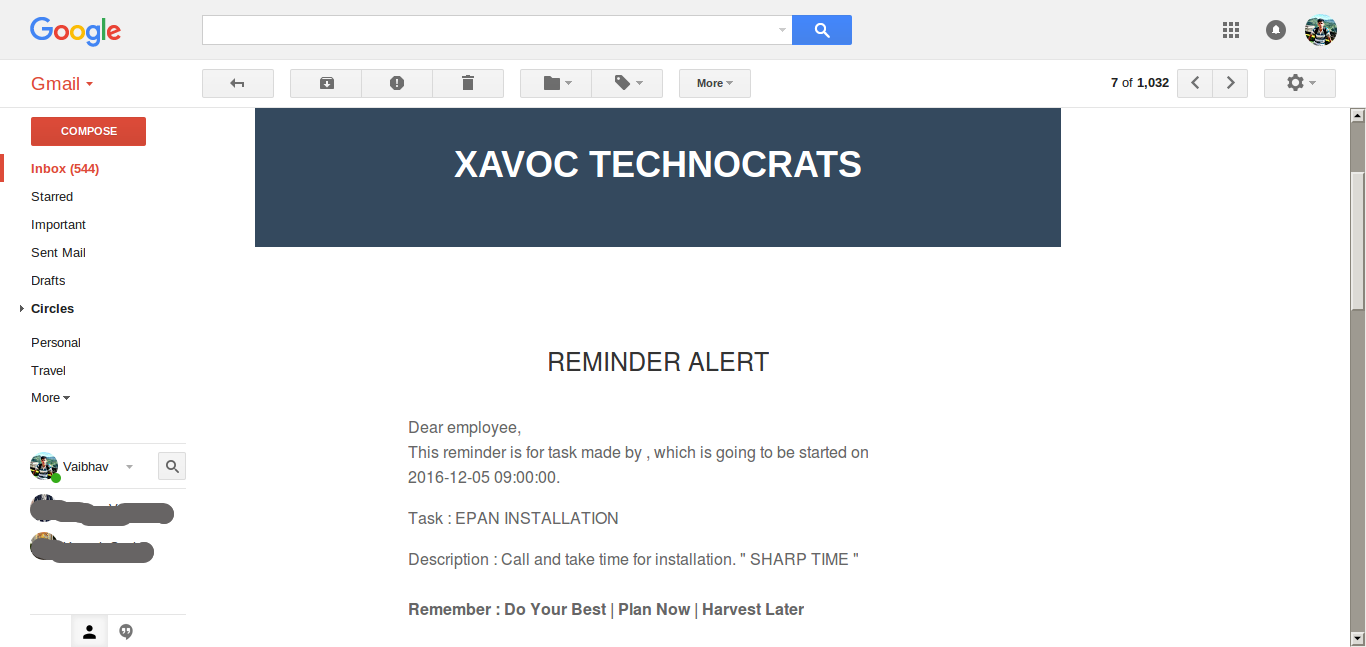 Google
Gmail
More
7 of 1,032
COMPOSE
Inbox (544)
Starred
Important
Sent Mail
Drafts
Circles
Personal
Travel
More
Vaibhav
XAVOC TECHNOCRATS
REMINDER ALERT
Dear employee,
This reminder is for task made by , which is going to be started on
2016-12-05 09:00:00.
Task : EPAN INSTALLATION
Description : Call and take time for installation. " SHARP TIME "
Remember : Do Your Best | Plan Now | Harvest Later